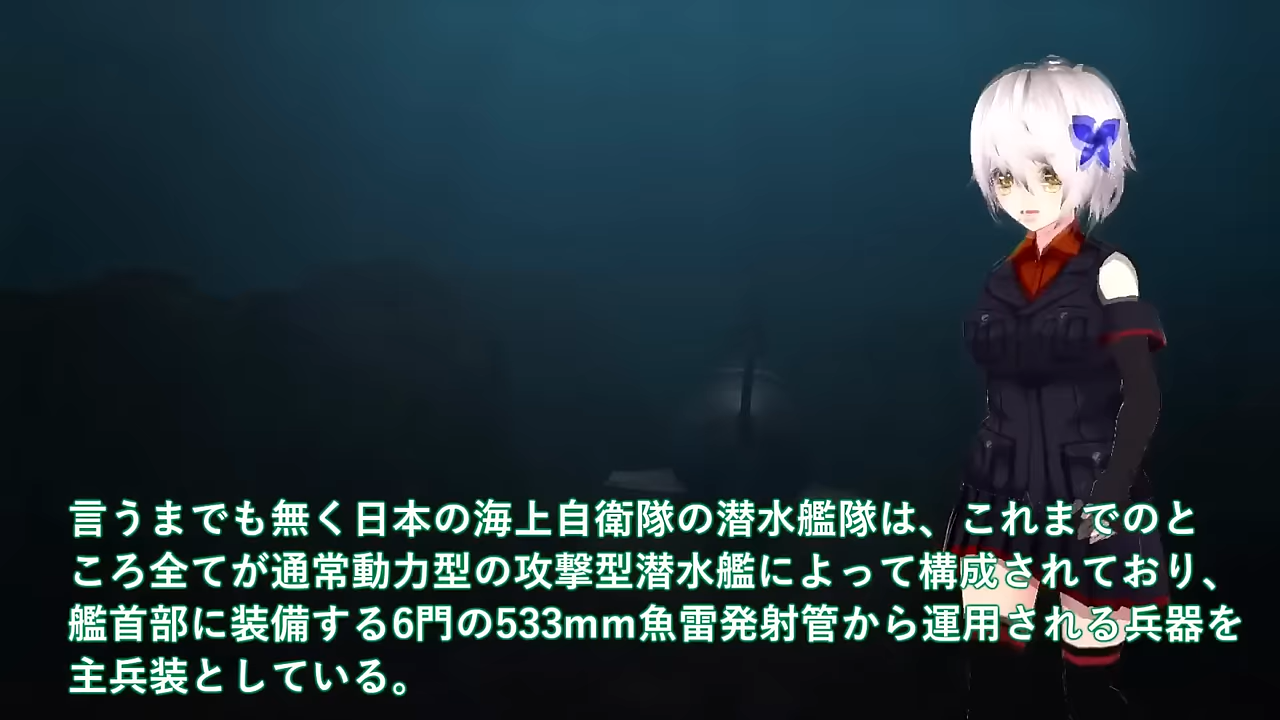 言うまでも無く日本の海上自衛隊の潜水艦隊は、これまでのと
ころ全てが通常動力型の攻撃型潜水艦によって構成されており、
艦首部に装備する6門の533mm魚雷発射管から運用される兵器を
主兵装としている。